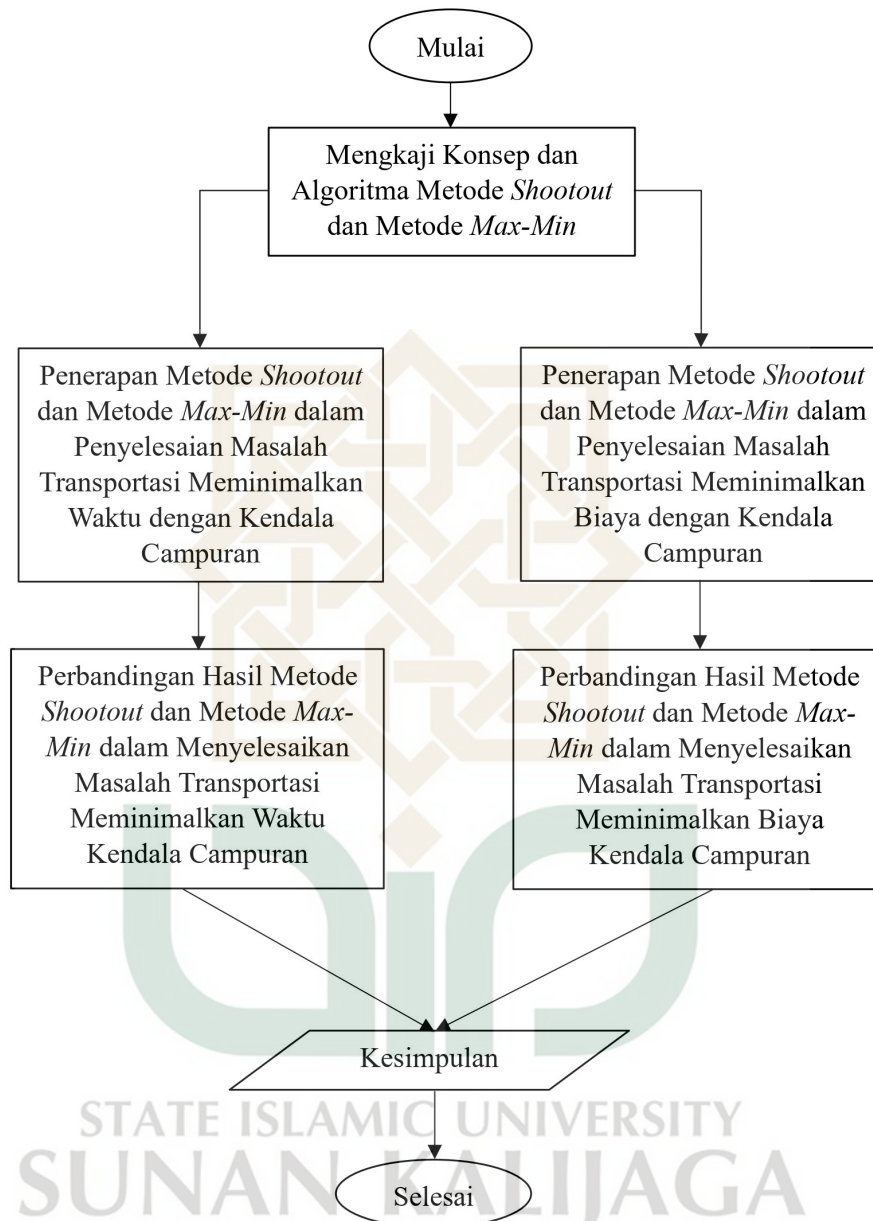 Mulai
Mengkaji Konsep dan
Algoritma Metode Shootout
dan Metode Max-Min
Penerapan Metode Shootout
dan Metode Max-Min dalam
Penyelesaian Masalah
Transportasi Meminimalkan
Waktu dengan Kendala
Campuran
Penerapan Metode Shootout
dan Metode Max-Min dalam
Penyelesaian Masalah
Transportasi Meminimalkan
Biaya dengan Kendala
Campuran
Perbandingan Hasil Metode
Shootout dan Metode Max-
Min dalam Menyelesaikan
Masalah Transportasi
Meminimalkan Waktu
Kendala Campuran
Perbandingan Hasil Metode
Shootout dan Metode Max-
Min dalam Menyelesaikan
Masalah Transportasi
Meminimalkan Biaya
Kendala Campuran
Kesimpulan
STATE ISLAMIC UNIVERSITY
SUNAN KALIJAGA
Selesai